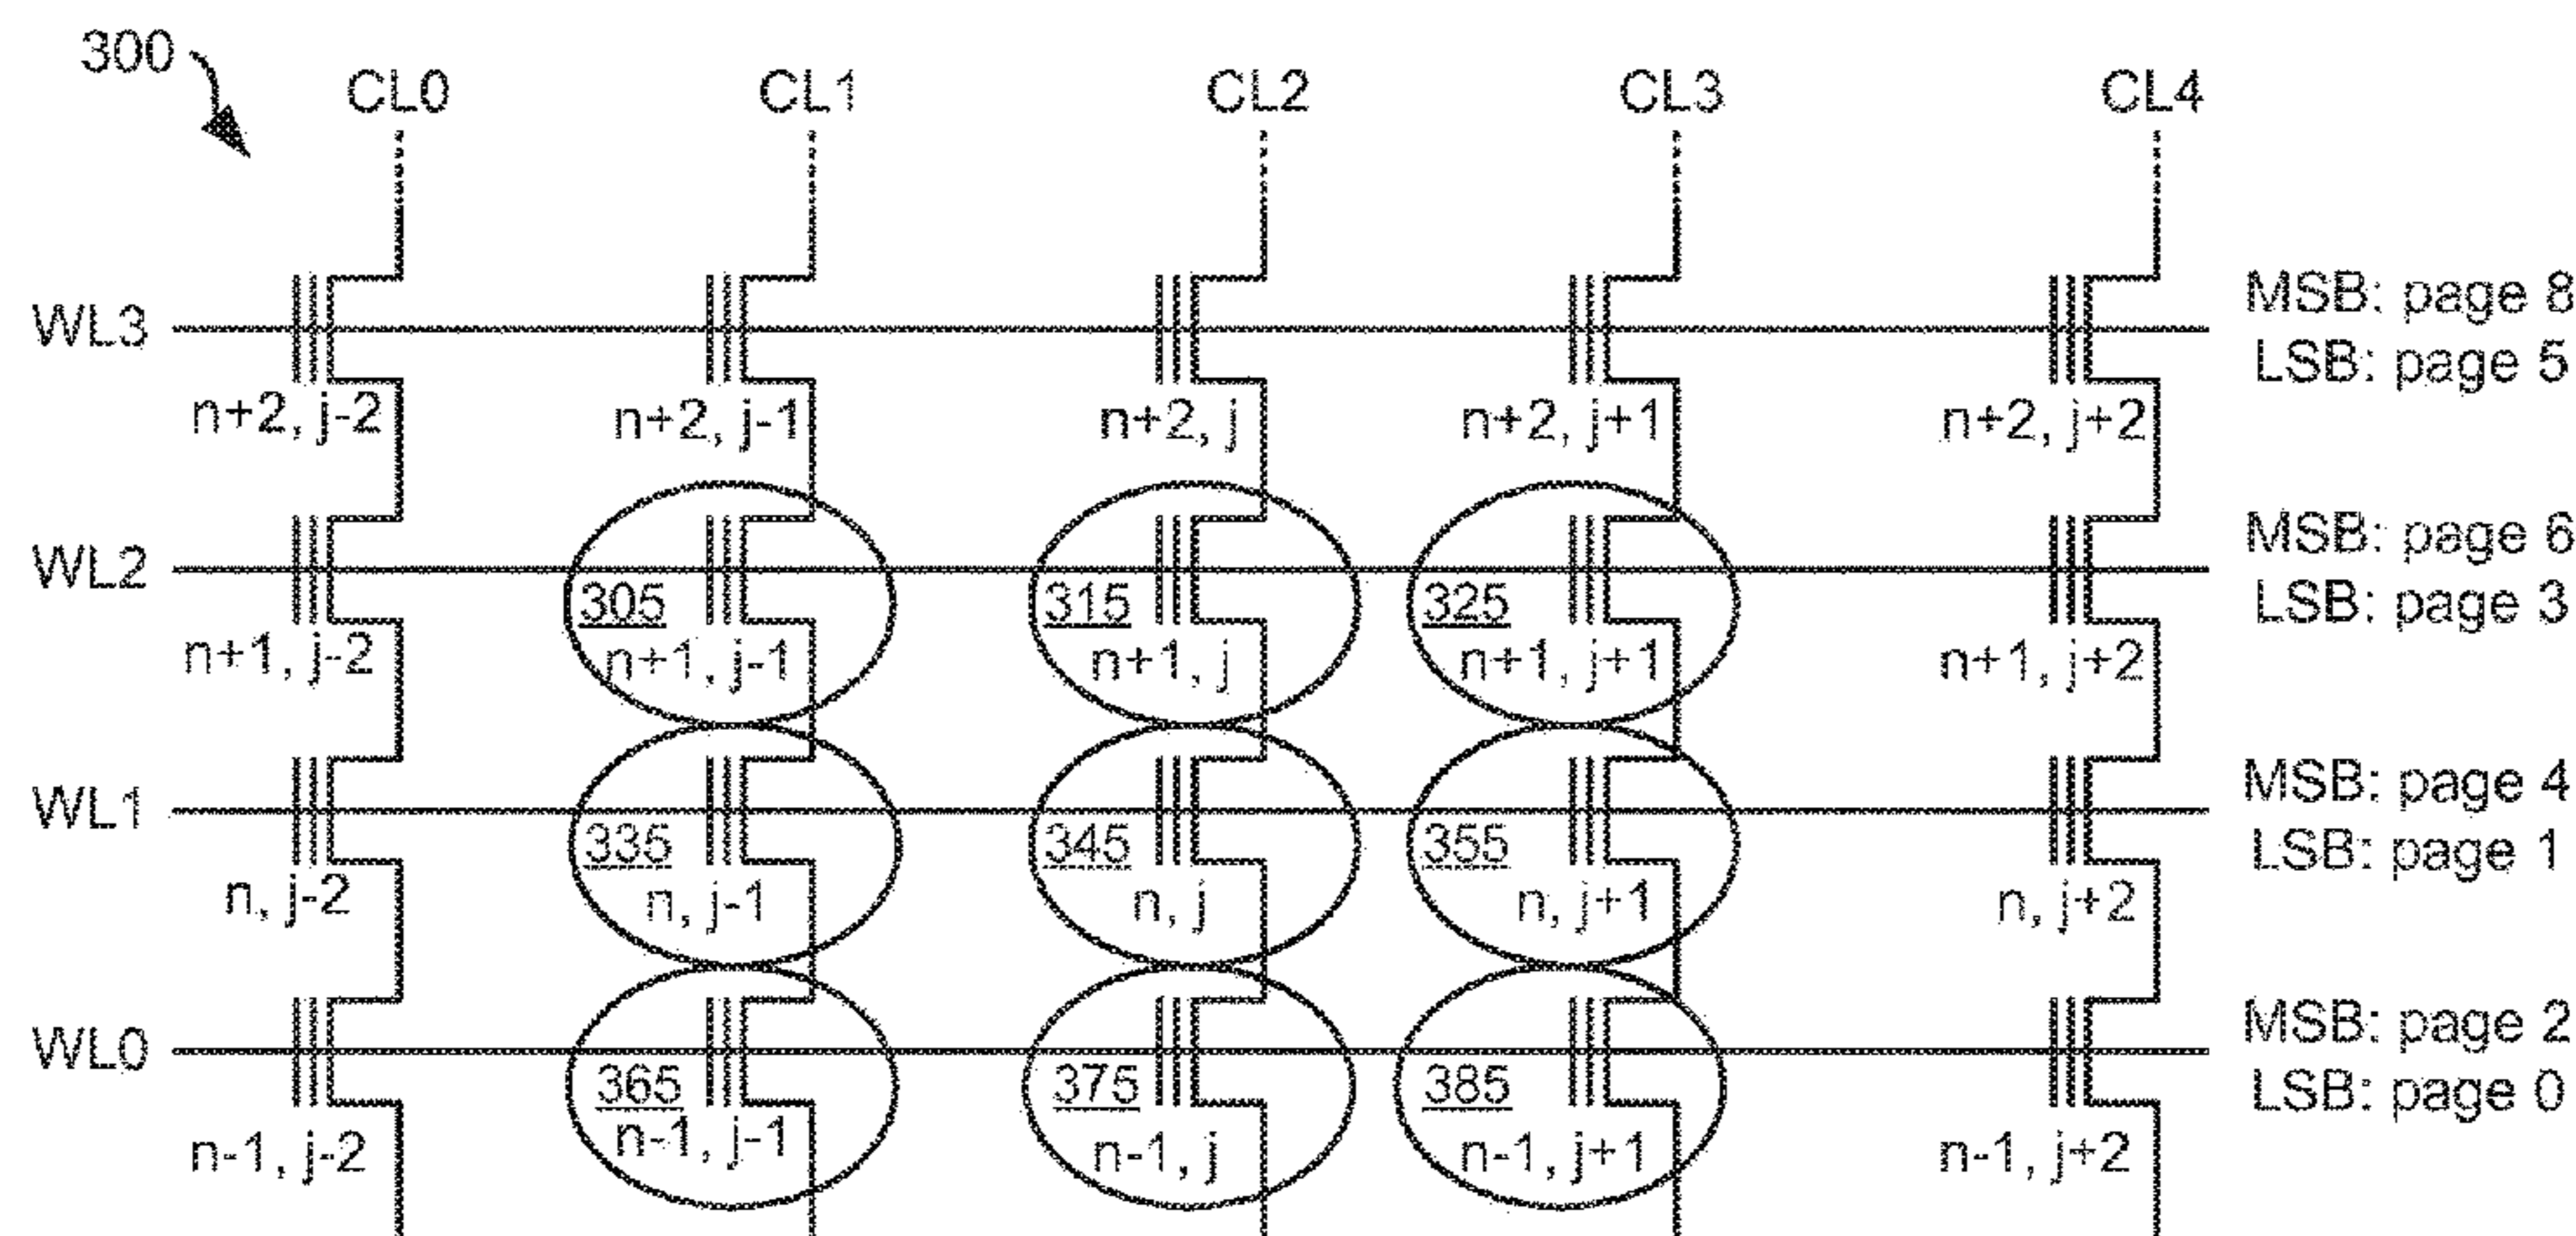 300
CL0 CL1 CL2 CL3 CL4
WL3
MSB: page 8
LSB: page 5
n+2, j-2 n+2, j-1 n+2, j n+2, j+1 n+2, j+2
WL2
MSB: page 6
LSB: page 3
305 315 325
n+1, j-2 n+1, j-1 n+1, j n+1, j+1 n+1, j+2
WL1
MSB: page 4
LSB: page 1
335 345 355
n, j-2 n, j-1 n, j n, j+1 n, j+2
WL0
MSB: page 2
LSB: page 0
365 375 385
n-1, j-2 n-1, j-1 n-1, j n-1, j+1 n-1, j+2